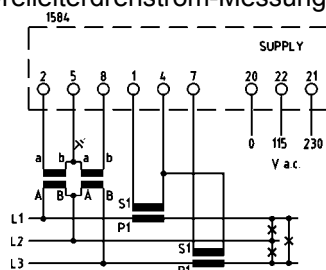 reileiterdrehstrom-Messung
1584
SUPPLY
2 5 8 1 4 7 20 22 21
0 115 230
V a.c.
a b a b
A B A B
S1
P1
L1
L2
S1
L3
P1